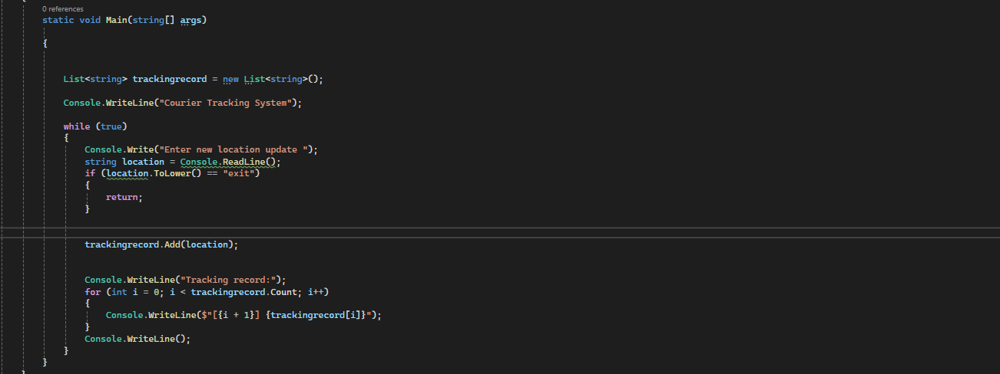 0 references
static void Main(string[] args)
{
List<string> trackingrecord = new List<string>();
Console.WriteLine("Courier Tracking System");
while (true)
{
Console.Write("Enter new location update ");
string location = Console.ReadLine();
if (location.ToLower() == "exit")
{
return;
}
trackingrecord.Add(location);
Console.WriteLine("Tracking record:");
for (int i = 0; i < trackingrecord.Count; i++)
{
Console.WriteLine($"[{i + 1}] {trackingrecord[i]}");
}
Console.WriteLine();
}
}